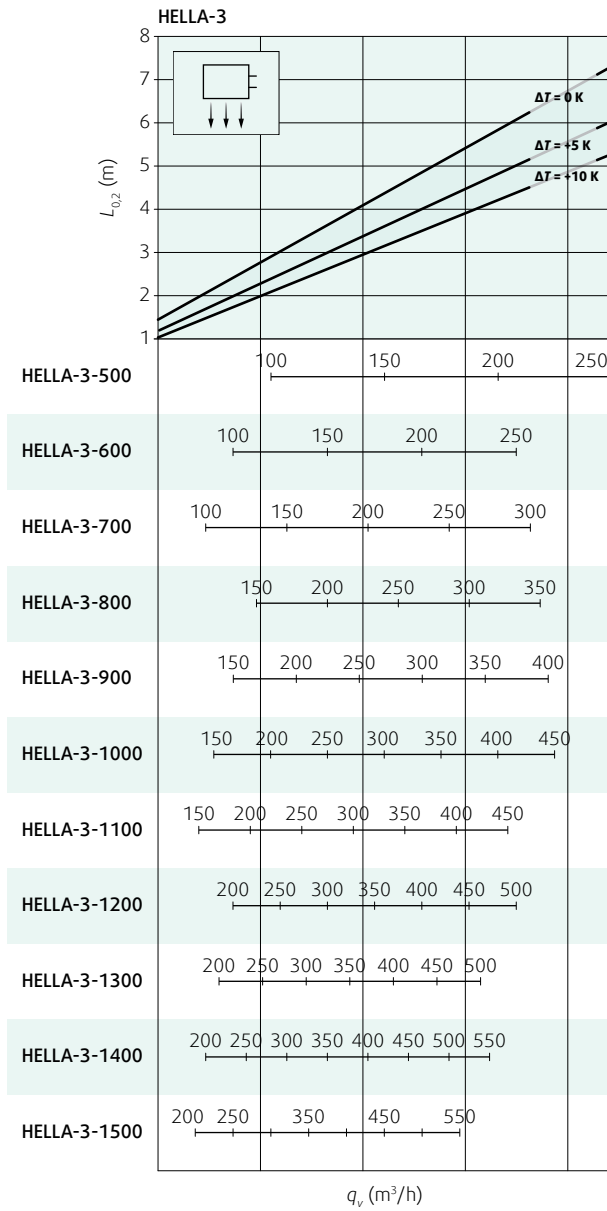 HELLA-3
8
7
6
5
4
3
2
1
L0,2 (m)
ΔT = 0 K
ΔT = +5 K
ΔT = +10 K
HELLA-3-500 100 150 200 250
HELLA-3-600 100 150 200 250
HELLA-3-700 100 150 200 250 300
HELLA-3-800 150 200 250 300 350
HELLA-3-900 150 200 250 300 350 400
HELLA-3-1000 150 200 250 300 350 400 450
HELLA-3-1100 150 200 250 300 350 400 450
HELLA-3-1200 200 250 300 350 400 450 500
HELLA-3-1300 200 250 300 350 400 450 500
HELLA-3-1400 200 250 300 350 400 450 500 550
HELLA-3-1500 200 250 350 450 550
qv (m³/h)